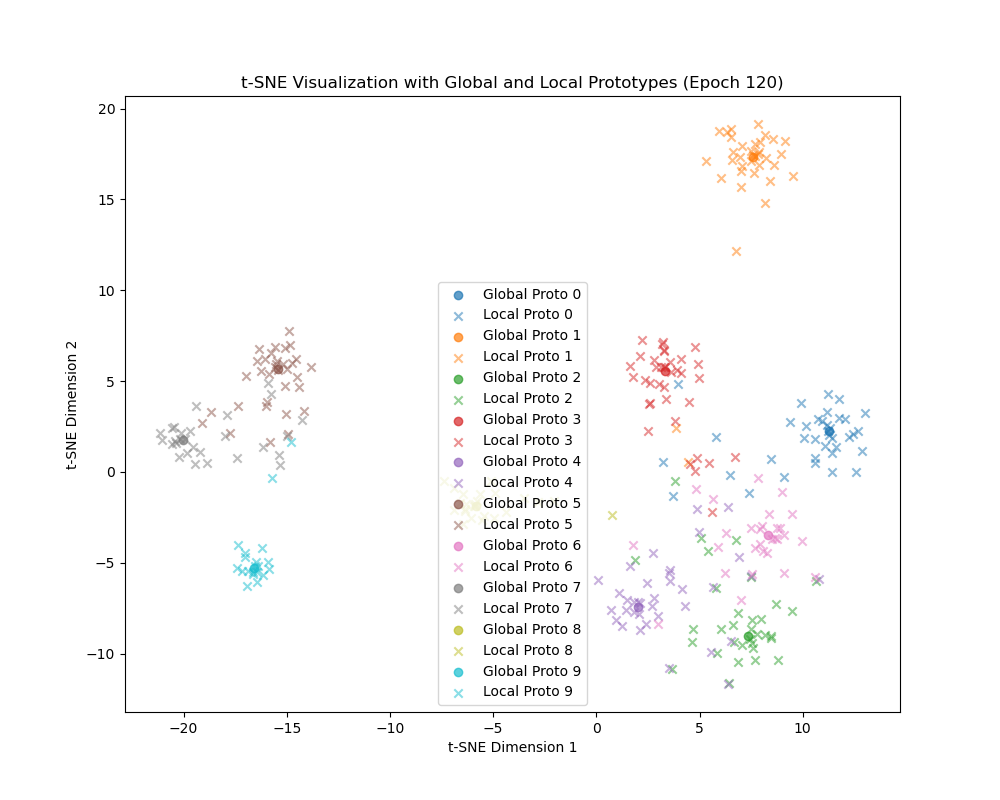 t-SNE Visualization with Global and Local Prototypes (Epoch 120)
20
15
10
5
0
−5
−10
t-SNE Dimension 2
Global Proto 0
Local Proto 0
Global Proto 1
Local Proto 1
Global Proto 2
Local Proto 2
Global Proto 3
Local Proto 3
Global Proto 4
Local Proto 4
Global Proto 5
Local Proto 5
Global Proto 6
Local Proto 6
Global Proto 7
Local Proto 7
Global Proto 8
Local Proto 8
Global Proto 9
Local Proto 9
−20 −15 −10 −5 0 5 10
t-SNE Dimension 1